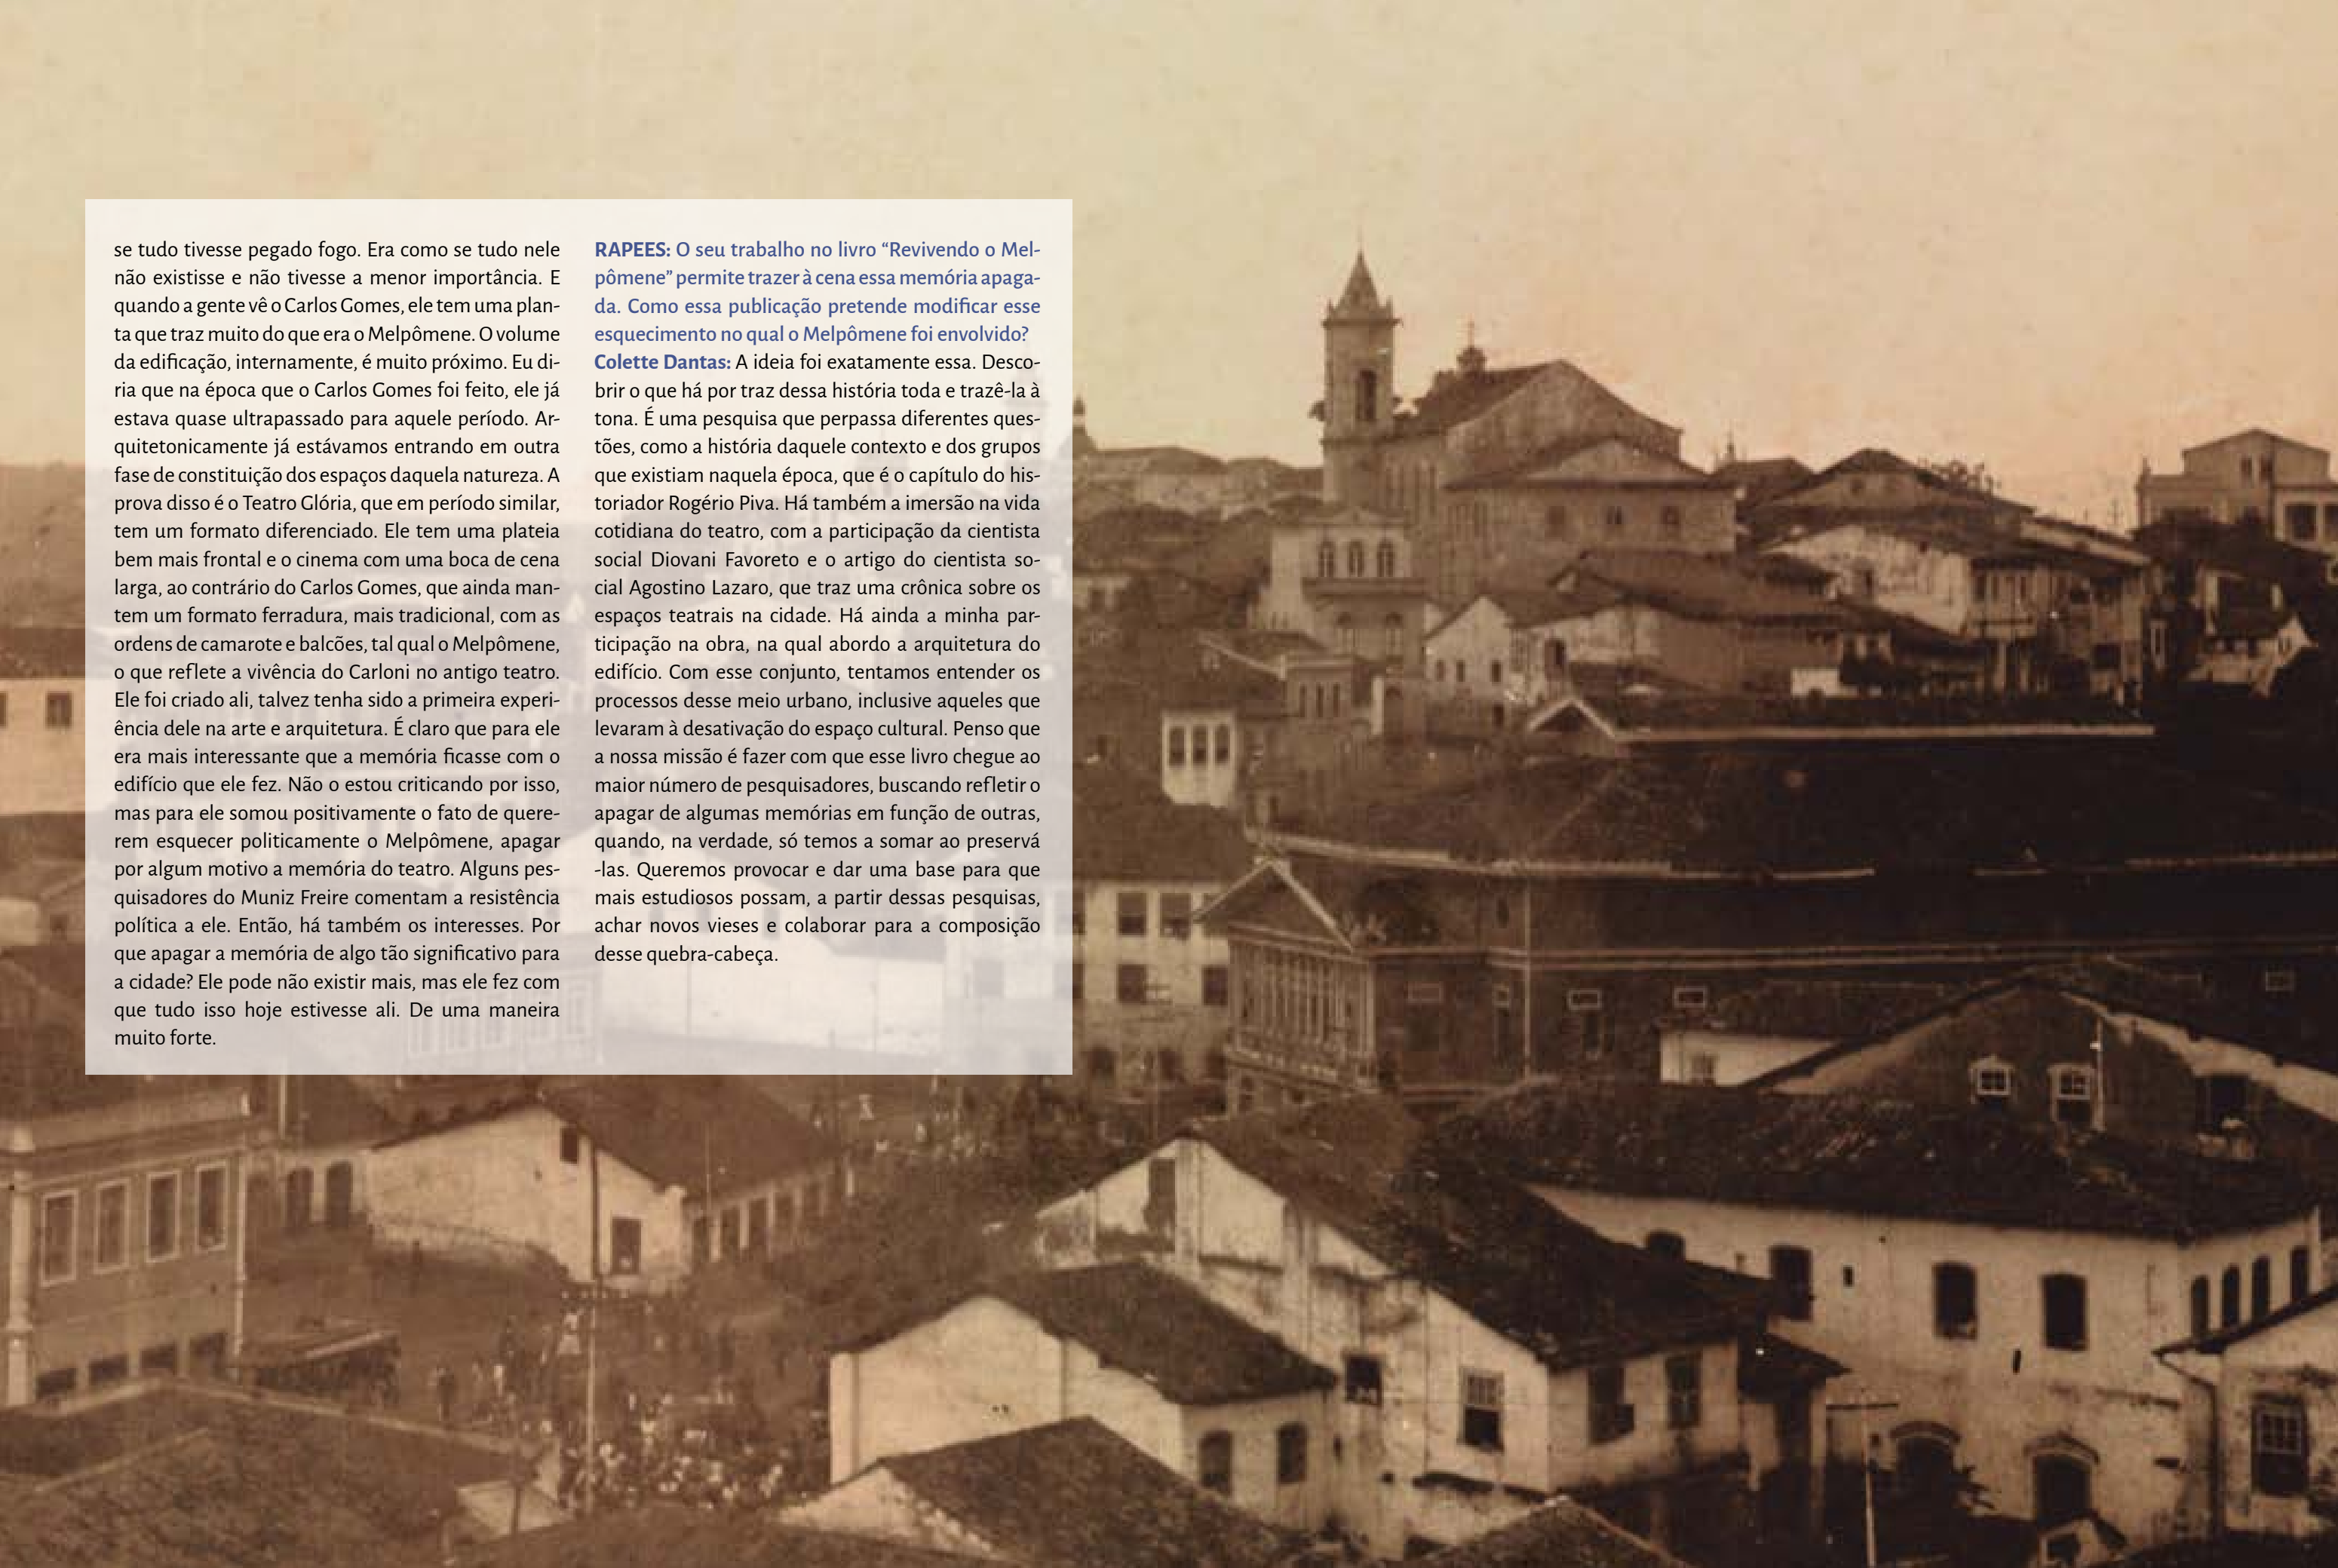 se tudo tivesse pegado fogo. Era como se tudo nele
não existisse e não tivesse a menor importância. E
quando a gente vê o Carlos Gomes, ele tem uma plan-
ta que traz muito do que era o Melpômene. O volume
da edificação, internamente, é muito próximo. Eu di-
ria que na época que o Carlos Gomes foi feito, ele já
estava quase ultrapassado para aquele período. Ar-
quitetonicamente já estávamos entrando em outra
fase de constituição dos espaços daquela natureza. A
prova disso é o Teatro Glória, que em período similar,
tem um formato diferenciado. Ele tem uma plateia
bem mais frontal e o cinema com uma boca de cena
larga, ao contrário do Carlos Gomes, que ainda man-
tem um formato ferradura, mais tradicional, com as
ordens de camarote e balcões, tal qual o Melpômene,
o que reflete a vivência do Carloni no antigo teatro.
Ele foi criado ali, talvez tenha sido a primeira experi-
ência dele na arte e arquitetura. É claro que para ele
era mais interessante que a memória ficasse com o
edifício que ele fez. Não o estou criticando por isso,
mas para ele somou positivamente o fato de quere-
rem esquecer politicamente o Melpômene, apagar
por algum motivo a memória do teatro. Alguns pes-
quisadores do Muniz Freire comentam a resistência
política a ele. Então, há também os interesses. Por
que apagar a memória de algo tão significativo para
a cidade? Ele pode não existir mais, mas ele fez com
que tudo isso hoje estivesse ali. De uma maneira
muito forte.
RAPEES: O seu trabalho no livro “Revivendo o Mel-
pômene” permite trazer à cena essa memória apaga-
da. Como essa publicação pretende modificar esse
esquecimento no qual o Melpômene foi envolvido?
Colette Dantas: A ideia foi exatamente essa. Desco-
brir o que há por traz dessa história toda e trazê-la à
tona. É uma pesquisa que perpassa diferentes ques-
tões, como a história daquele contexto e dos grupos
que existiam naquela época, que é o capítulo do his-
toriador Rogério Piva. Há também a imersão na vida
cotidiana do teatro, com a participação da cientista
social Diovani Favoreto e o artigo do cientista so-
cial Agostino Lazaro, que traz uma crônica sobre os
espaços teatrais na cidade. Há ainda a minha par-
ticipação na obra, na qual abordo a arquitetura do
edifício. Com esse conjunto, tentamos entender os
processos desse meio urbano, inclusive aqueles que
levaram à desativação do espaço cultural. Penso que
a nossa missão é fazer com que esse livro chegue ao
maior número de pesquisadores, buscando refletir o
apagar de algumas memórias em função de outras,
quando, na verdade, só temos a somar ao preservá
-las. Queremos provocar e dar uma base para que
mais estudiosos possam, a partir dessas pesquisas,
achar novos vieses e colaborar para a composição
desse quebra-cabeça.